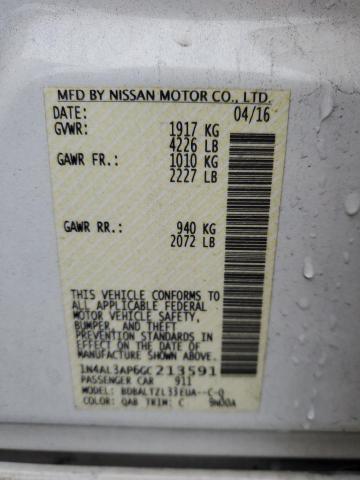 MFD BY NISSAN MOTOR CO., LTD.
DATE: 04/16
GVWR: 1917 KG
4226 LB
GAWR FR.: 1010 KG
2227 LB
GAWR RR.: 940 KG
2072 LB
THIS VEHICLE CONFORMS TO
ALL APPLICABLE FEDERAL
MOTOR VEHICLE SAFETY,
BUMPER, AND THEFT
PREVENTION STANDARDS IN
EFFECT ON THE DATE OF
MANUFACTURE SHOWN ABOVE.
1N4AL3AP6GC213591
PASSENGER CAR 911
MODEL: BDBALTZL33EUA--C-0
COLOR: QAB TRIM: C